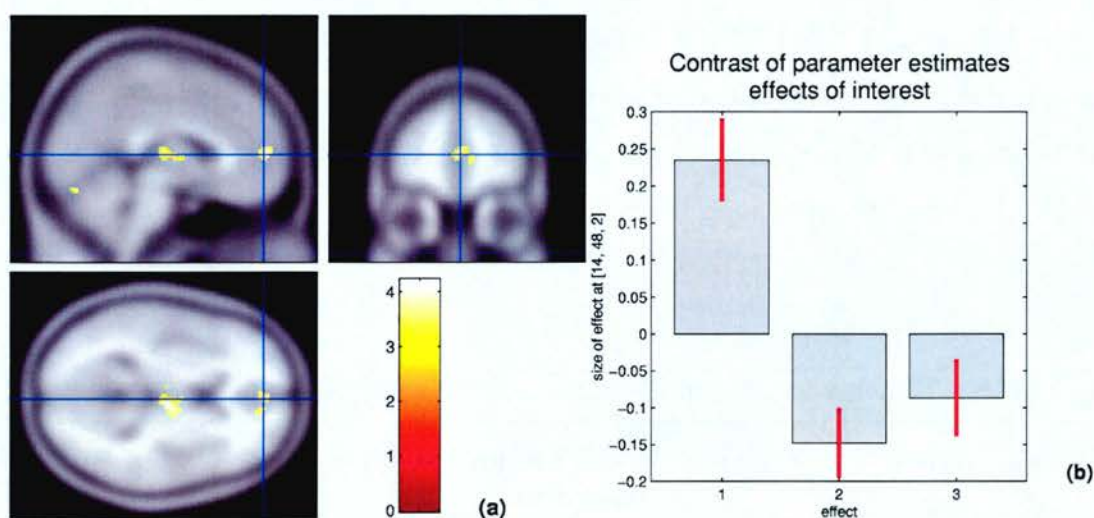 4
3
2
1
0
(a)
Contrast of parameter estimates
effects of interest
size of effect at [14, 48, 2]
0.3
0.25
0.2
0.15
0.1
0.05
0
−0.05
−0.1
−0.15
−0.2
1 2 3
effect
(b)